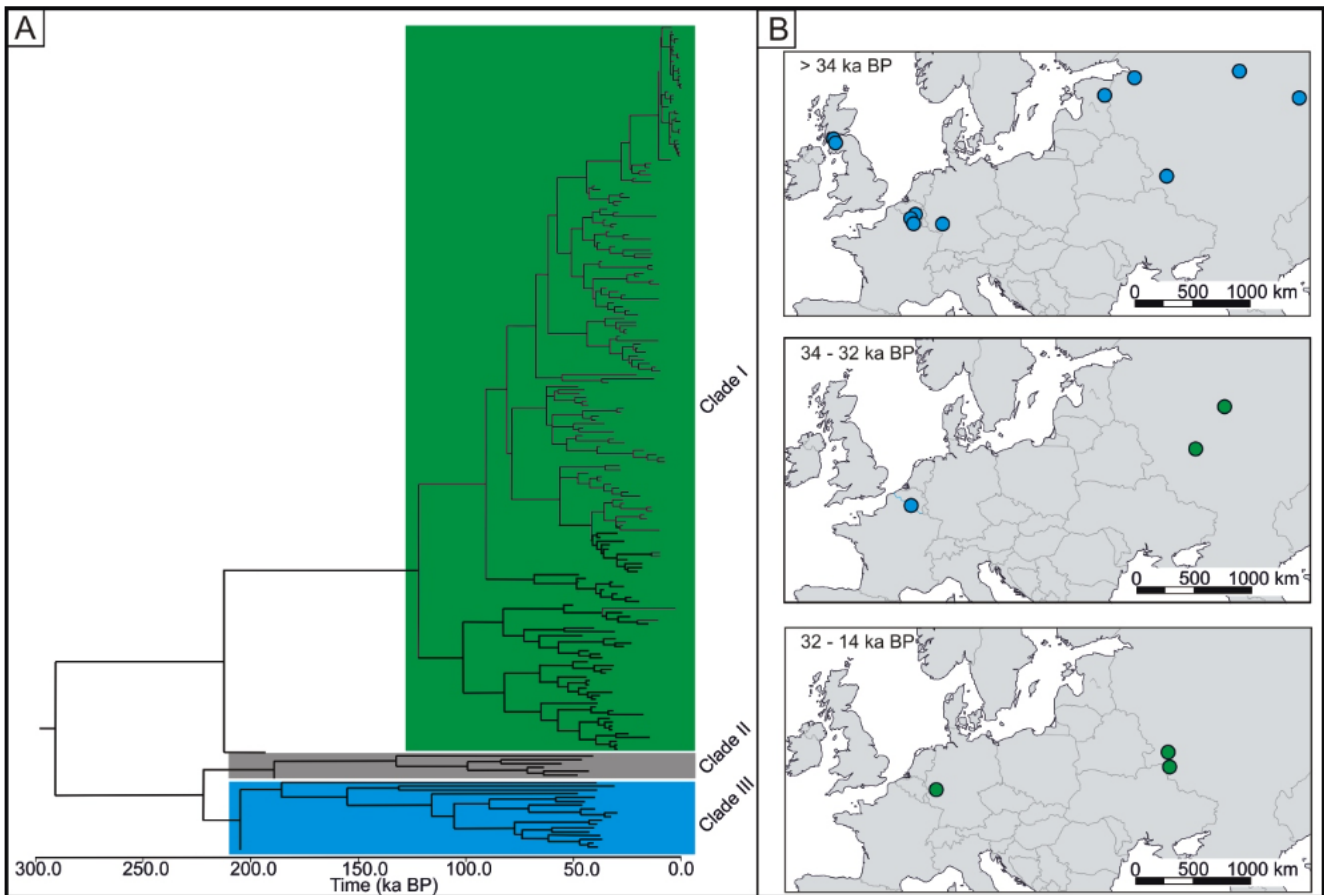 A
Clade I
Clade II
Clade III
300.0 250.0 200.0 150.0 100.0 50.0 0.0
Time (ka BP)
B
> 34 ka BP
0 500 1000 km
34 - 32 ka BP
0 500 1000 km
32 - 14 ka BP
0 500 1000 km